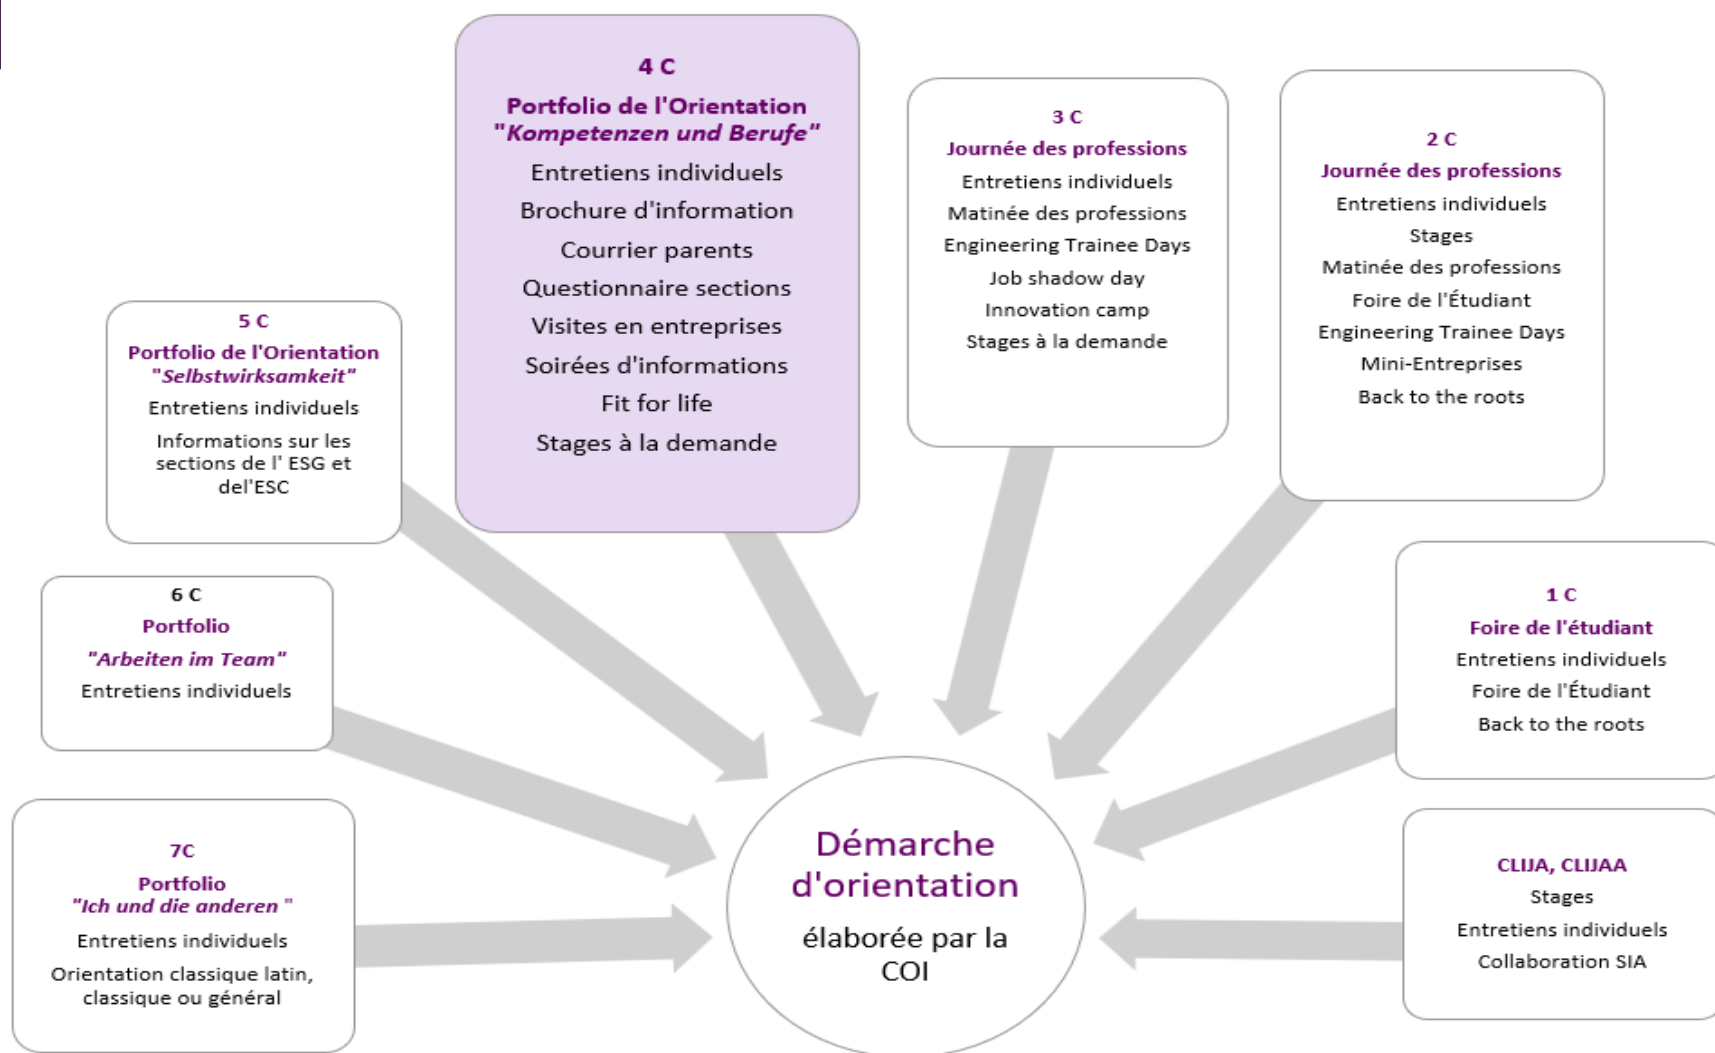 4 C
Portfolio de l'Orientation
"Kompetenzen und Berufe"
Entretiens individuels
Brochure d'information
Courrier parents
Questionnaire sections
Visites en entreprises
Soirées d'informations
Fit for life
Stages à la demande
3 C
Journée des professions
Entretiens individuels
Matinée des professions
Engineering Trainee Days
Job shadow day
Innovation camp
Stages à la demande
2 C
Journée des professions
Entretiens individuels
Stages
Matinée des professions
Foire de l'Étudiant
Engineering Trainee Days
Mini-Entreprises
Back to the roots
5 C
Portfolio de l'Orientation
"Selbstwirksamkeit"
Entretiens individuels
Informations sur les
sections de l' ESG et
del'ESC
6 C
Portfolio
"Arbeiten im Team"
Entretiens individuels
1 C
Foire de l'étudiant
Entretiens individuels
Foire de l'Étudiant
Back to the roots
7C
Portfolio
"Ich und die anderen "
Entretiens individuels
Orientation classique latin,
classique ou général
Démarche
d'orientation
élaborée par la
COI
CLIJA, CLIJAA
Stages
Entretiens individuels
Collaboration SIA